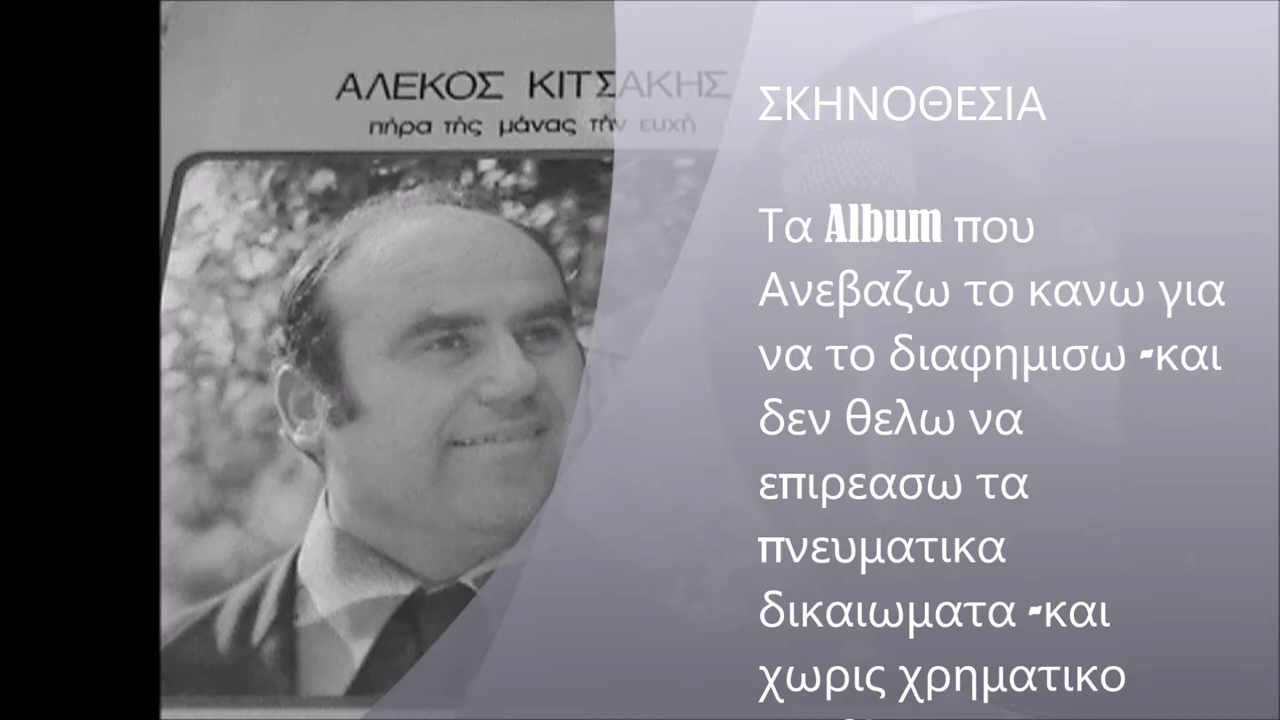 ΑΛΕΚΟΣ ΚΙΤΣΑΚΗΣ
πήρα τής μάνας τήν ευχή
ΣΚΗΝΟΘΕΣΙΑ
Τα Album που
Ανεβαζω το κανω για
να το διαφημισω -και
δεν θελω να
επιρεασω τα
πνευματικα
δικαιωματα -και
χωρις χρηματικο